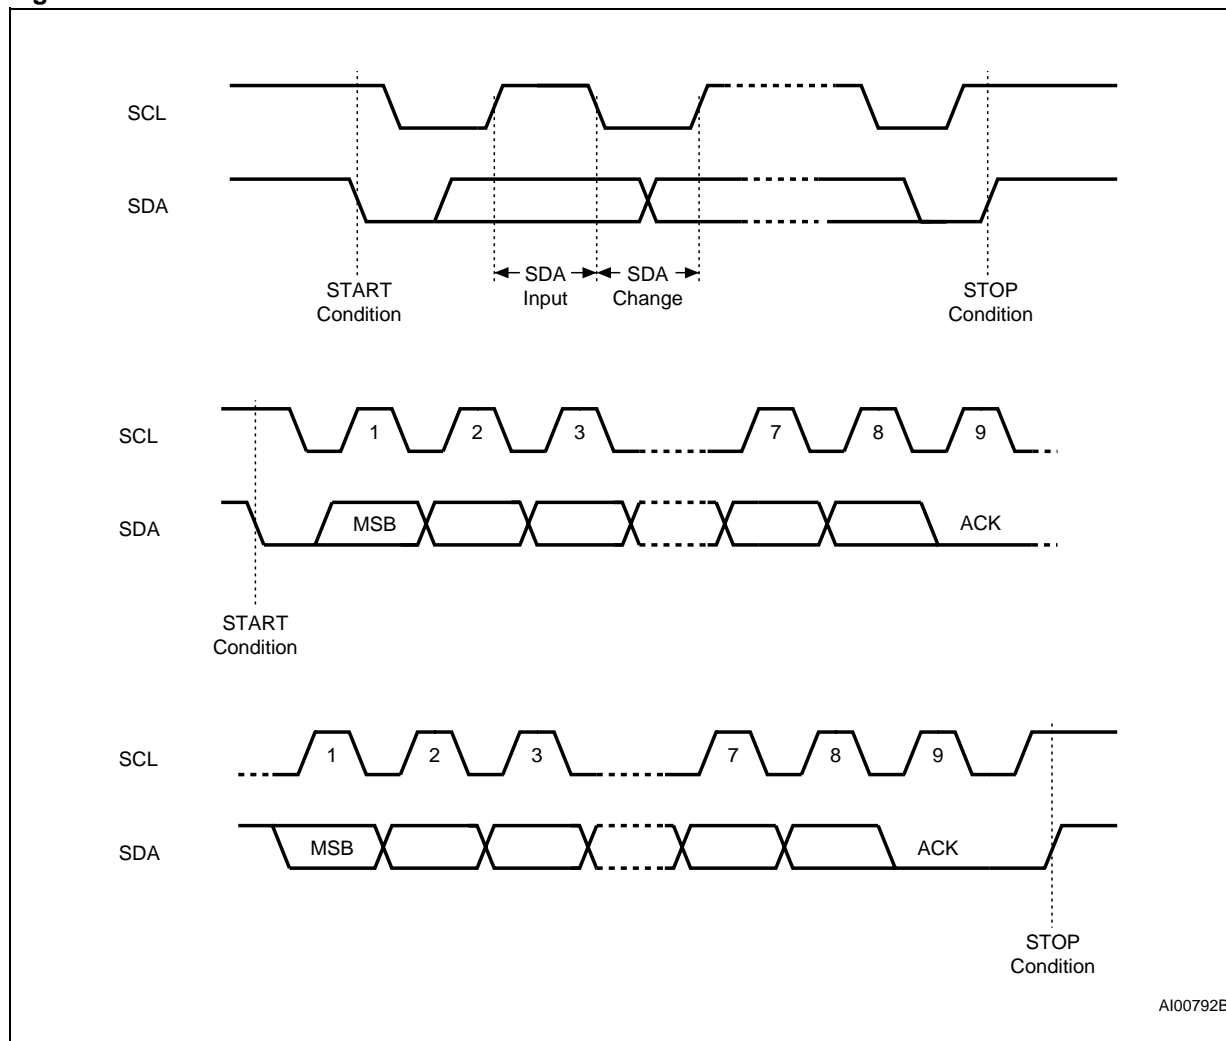 SCL
SDA
SDA
Input
SDA
Change
START
Condition
STOP
Condition
SCL
1 2 3 7 8 9
SDA
MSB
ACK
START
Condition
SCL
1 2 3 7 8 9
SDA
MSB
ACK
STOP
Condition
AI00792B